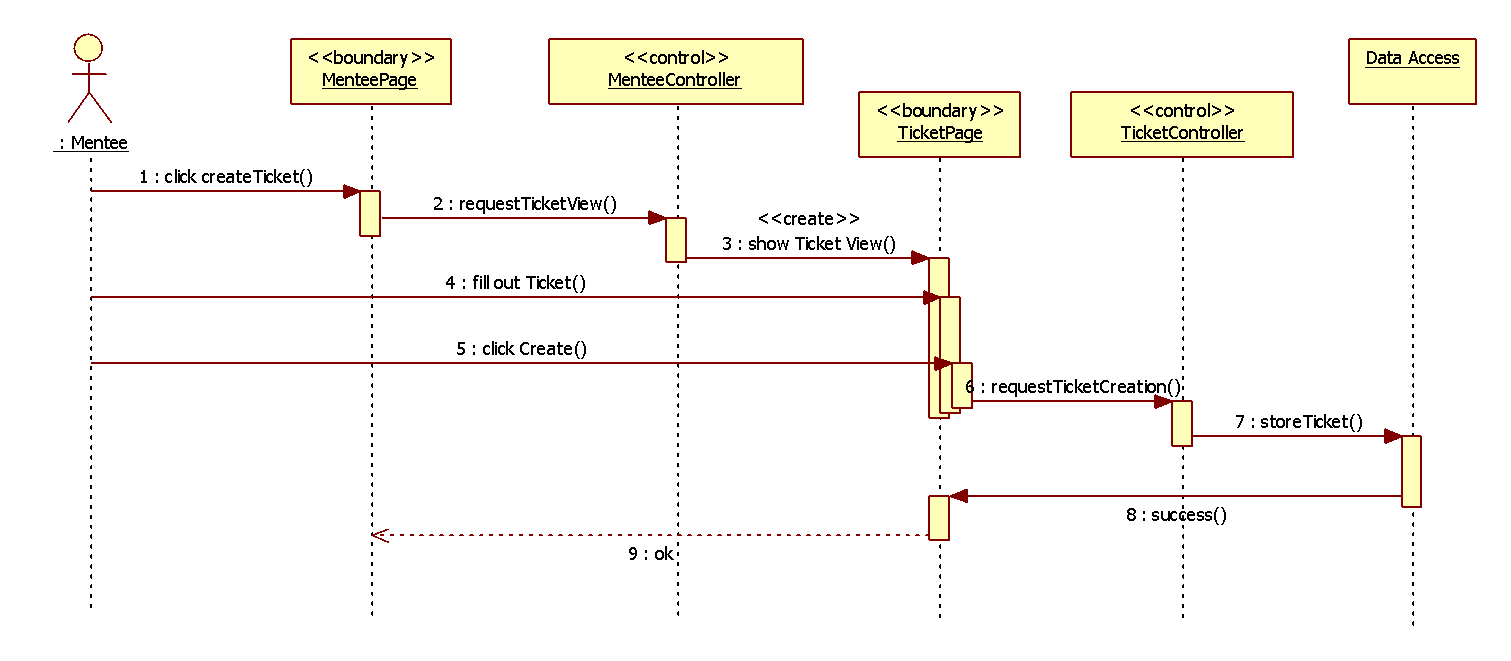 <<boundary>>
MenteePage
<<control>>
MenteeController
Data Access
<<boundary>>
TicketPage
<<control>>
TicketController
: Mentee
1 : click createTicket()
2 : requestTicketView()
<<create>>
3 : show Ticket View()
4 : fill out Ticket()
5 : click Create()
6 : requestTicketCreation()
7 : storeTicket()
8 : success()
9 : ok